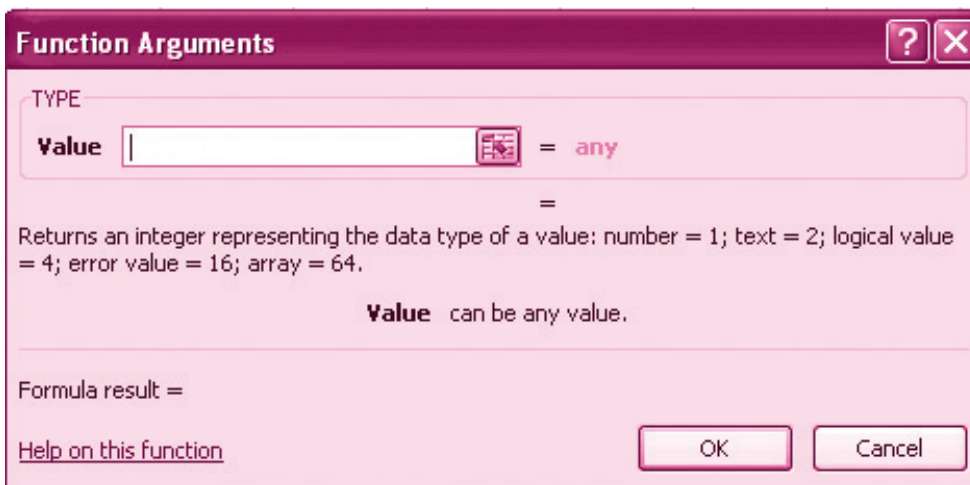 Function Arguments
TYPE
Value = any
=
Returns an integer representing the data type of a value: number = 1; text = 2; logical value
= 4; error value = 16; array = 64.
Value can be any value.
Formula result =
Help on this function OK Cancel